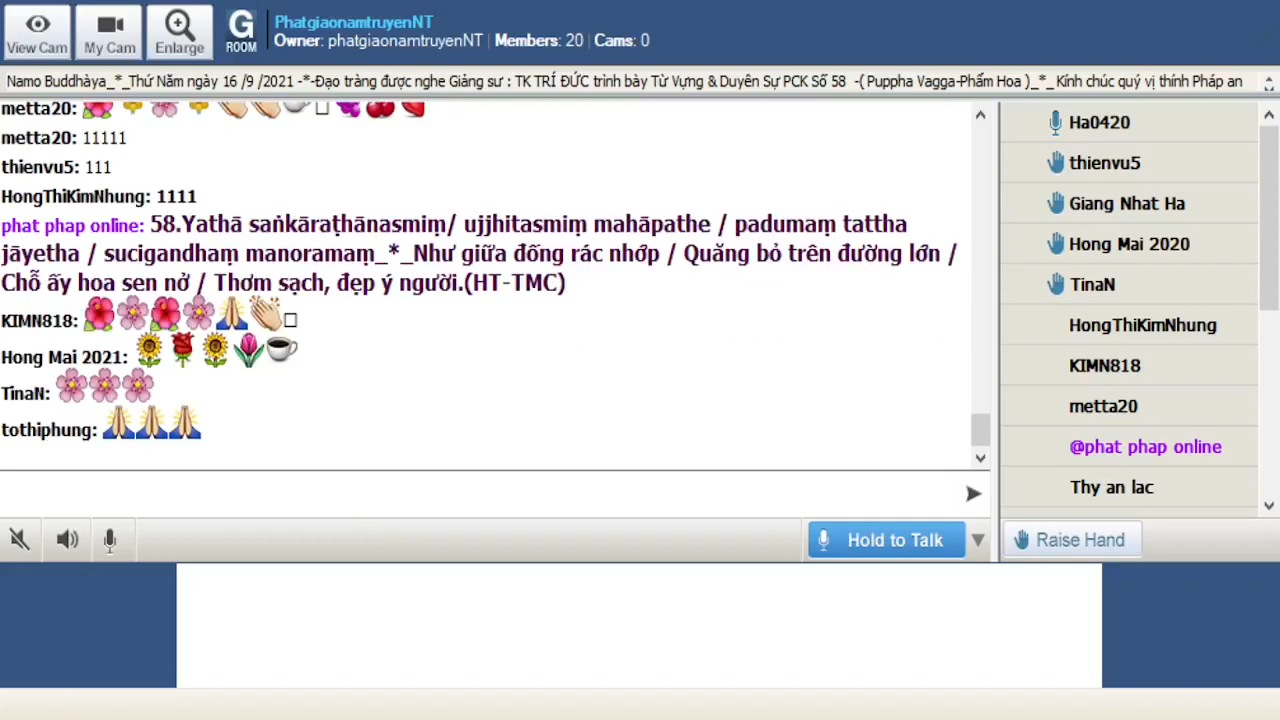 PhatgiaonamtruyenNT
Owner: phatgiaonamtruyenNT | Members: 20 | Cams: 0
View Cam
My Cam
Enlarge
G
ROOM
Namo Buddhàya_*_Thứ Năm ngày 16 /9 /2021 -*-Đạo tràng được nghe Giảng sư : TK TRÍ ĐỨC trình bày Từ Vựng & Duyên Sự PCK Số 58 -( Puppha Vagga-Phẩm Hoa )_*_ Kính chúc quý vị thính Pháp an
metta20:
metta20: 11111
thienvu5: 111
HongThiKimNhung: 1111
phat phap online: 58.Yathā saṅkāraṭhānasmiṃ/ ujjhitasmiṃ mahāpathe / padumaṃ tattha
jāyetha / sucigandhaṃ manoramaṃ_*_Như giữa đống rác nhớp / Quăng bỏ trên đường lớn /
Chỗ ấy hoa sen nở / Thơm sạch, đẹp ý người.(HT-TMC)
KIMN818:
Hong Mai 2021:
TinaN:
tothiphung:
Hold to Talk
Ha0420
thienvu5
Giang Nhat Ha
Hong Mai 2020
TinaN
HongThiKimNhung
KIMN818
metta20
@phat phap online
Thy an lac
Raise Hand